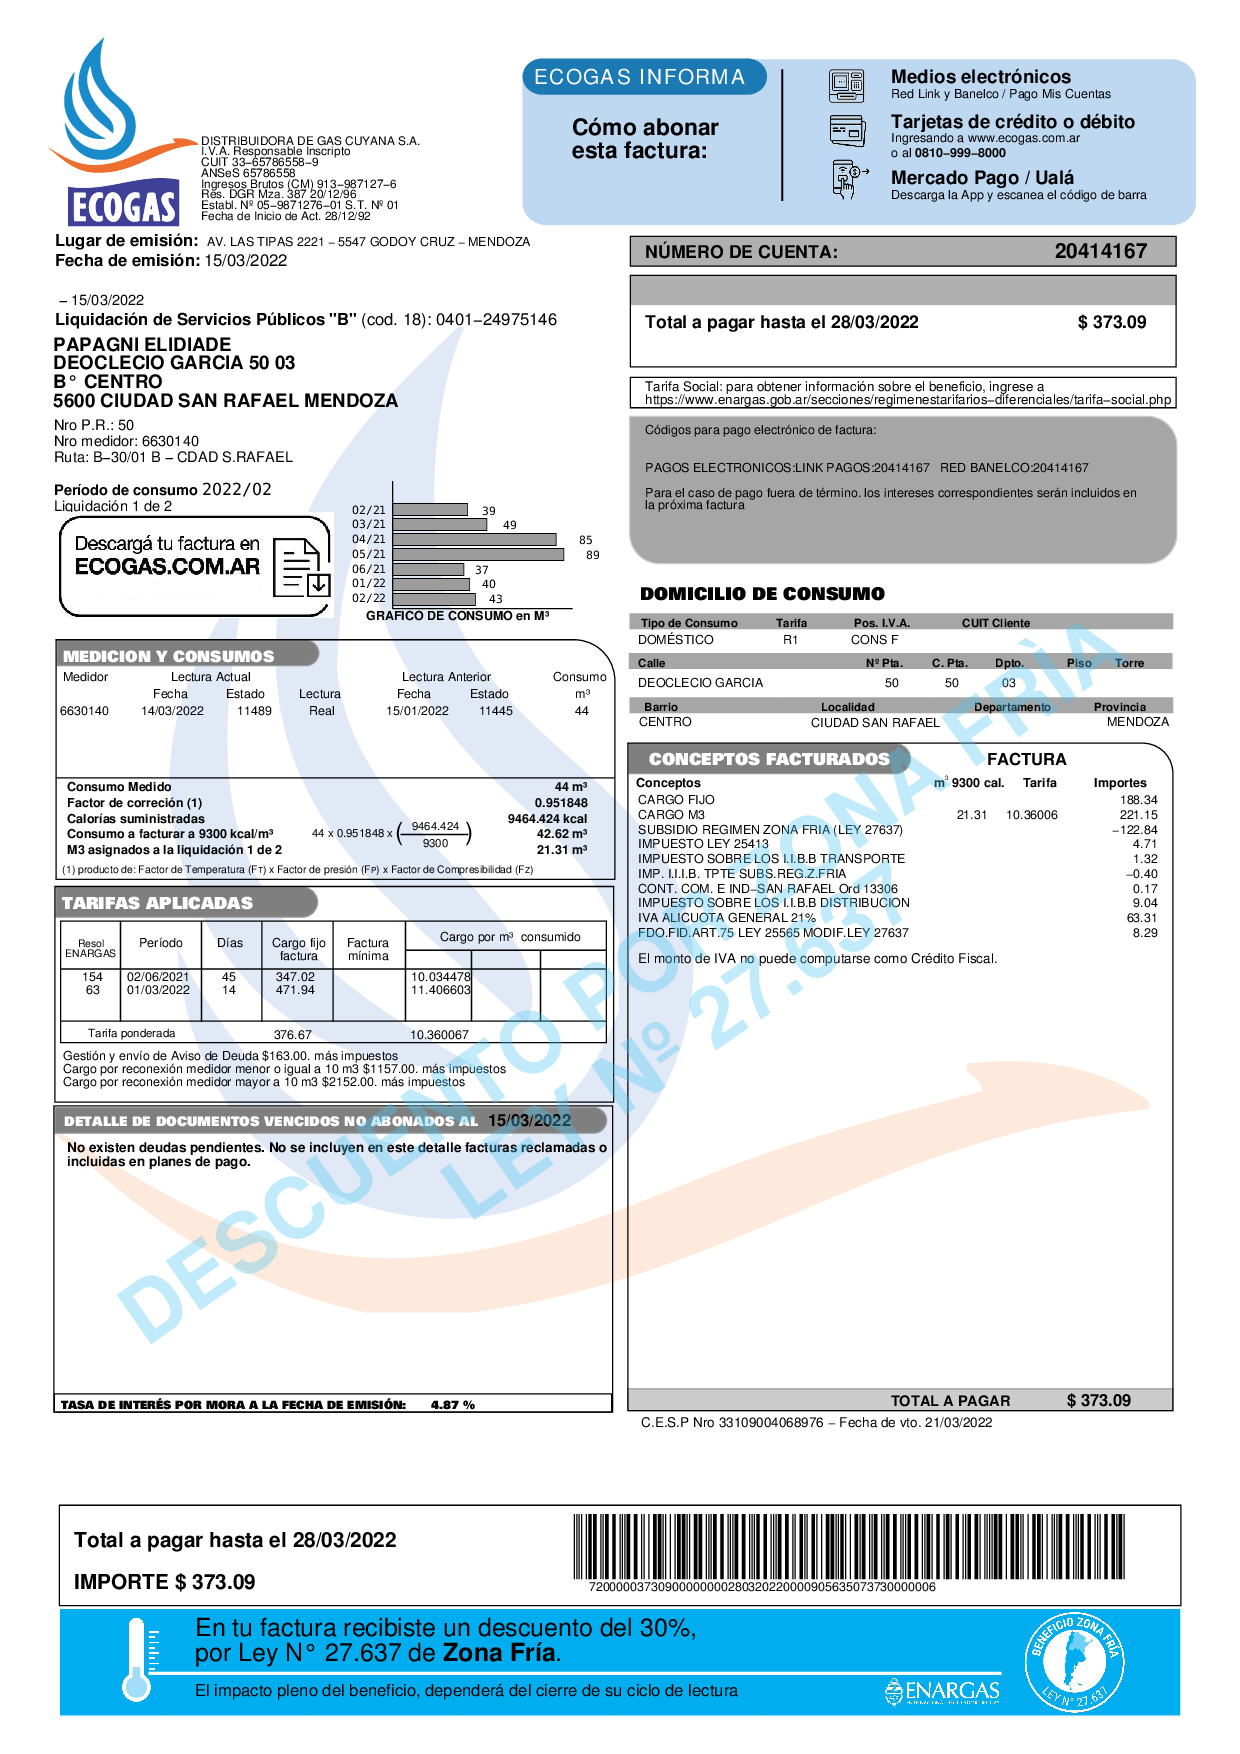 ECOGAS
DISTRIBUIDORA DE GAS CUYANA S.A.
I.V.A. Responsable Inscripto
CUIT 33-65786558-9
ANSeS 65786558
Ingresos Brutos (CM) 913-987127-6
Res. DGR Mza. 387 20/12/96
Establ. Nº 05-9871276-01 S.T. Nº 01
Fecha de Inicio de Act. 28/12/92
ECOGAS INFORMA
Cómo abonar
esta factura:
Medios electrónicos
Red Link y Banelco / Pago Mis Cuentas
Tarjetas de crédito o débito
Ingresando a www.ecogas.com.ar
o al 0810-999-8000
Mercado Pago / Ualá
Descarga la App y escanea el código de barra
Lugar de emisión: AV. LAS TIPAS 2221 - 5547 GODOY CRUZ - MENDOZA
Fecha de emisión: 15/03/2022
- 15/03/2022
Liquidación de Servicios Públicos "B" (cod. 18): 0401-24975146
PAPAGNI ELIDIADE
DEOCLECIO GARCIA 50 03
B° CENTRO
5600 CIUDAD SAN RAFAEL MENDOZA
Nro P.R.: 50
Nro medidor: 6630140
Ruta: B-30/01 B - CDAD S.RAFAEL
Período de consumo 2022/02
Liquidación 1 de 2
Descargá tu factura en
ECOGAS.COM.AR
02/21 39
03/21 49
04/21 85
05/21 89
06/21 37
01/22 40
02/22 43
GRAFICO DE CONSUMO en M³
NÚMERO DE CUENTA: 20414167
Total a pagar hasta el 28/03/2022 $ 373.09
Tarifa Social: para obtener información sobre el beneficio, ingrese a
https://www.enargas.gob.ar/secciones/regimenestarifarios-diferenciales/tarifa-social.php
Códigos para pago electrónico de factura:
PAGOS ELECTRONICOS:LINK PAGOS:20414167 RED BANELCO:20414167
Para el caso de pago fuera de término. los intereses correspondientes serán incluidos en
la próxima factura
DOMICILIO DE CONSUMO
Tipo de Consumo Tarifa Pos. I.V.A. CUIT Cliente
DOMÉSTICO R1 CONS F
Calle Nº Pta. C. Pta. Dpto. Piso Torre
DEOCLECIO GARCIA 50 50 03
Barrio Localidad Departamento Provincia
CENTRO CIUDAD SAN RAFAEL MENDOZA
MEDICION Y CONSUMOS
Medidor Lectura Actual Lectura Anterior Consumo
Fecha Estado Lectura Fecha Estado m³
6630140 14/03/2022 11489 Real 15/01/2022 11445 44
Consumo Medido 44 m³
Factor de correción (1) 0.951848
Calorías suministradas 9464.424 kcal
Consumo a facturar a 9300 kcal/m³ 44 x 0.951848 x ( 9464.424 / 9300 ) 42.62 m³
M3 asignados a la liquidación 1 de 2 21.31 m³
(1) producto de: Factor de Temperatura (FT) x Factor de presión (FP) x Factor de Compresibilidad (FZ)
TARIFAS APLICADAS
Resol ENARGAS Período Días Cargo fijo factura Factura mínima Cargo por m³ consumido
154 02/06/2021 45 347.02 10.034478
63 01/03/2022 14 471.94 11.406603
Tarifa ponderada 376.67 10.360067
Gestión y envío de Aviso de Deuda $163.00. más impuestos
Cargo por reconexión medidor menor o igual a 10 m3 $1157.00. más impuestos
Cargo por reconexión medidor mayor a 10 m3 $2152.00. más impuestos
DETALLE DE DOCUMENTOS VENCIDOS NO ABONADOS AL 15/03/2022
No existen deudas pendientes. No se incluyen en este detalle facturas reclamadas o
incluidas en planes de pago.
TASA DE INTERÉS POR MORA A LA FECHA DE EMISIÓN: 4.87 %
CONCEPTOS FACTURADOS FACTURA
Conceptos m³ 9300 cal. Tarifa Importes
CARGO FIJO 188.34
CARGO M3 21.31 10.36006 221.15
SUBSIDIO REGIMEN ZONA FRIA (LEY 27637) -122.84
IMPUESTO LEY 25413 4.71
IMPUESTO SOBRE LOS I.I.B.B TRANSPORTE 1.32
IMP. I.I.I.B. TPTE SUBS.REG.Z.FRIA -0.40
CONT. COM. E IND-SAN RAFAEL Ord 13306 0.17
IMPUESTO SOBRE LOS I.I.B.B DISTRIBUCION 9.04
IVA ALICUOTA GENERAL 21% 63.31
FDO.FID.ART.75 LEY 25565 MODIF.LEY 27637 8.29
El monto de IVA no puede computarse como Crédito Fiscal.
TOTAL A PAGAR $ 373.09
C.E.S.P Nro 33109004068976 - Fecha de vto. 21/03/2022
DESCUENTO POR ZONA FRÌA
LEY Nº 27.637
Total a pagar hasta el 28/03/2022
IMPORTE $ 373.09
72000003730900000000280320220000905635073730000006
En tu factura recibiste un descuento del 30%,
por Ley N° 27.637 de Zona Fría.
El impacto pleno del beneficio, dependerá del cierre de su ciclo de lectura
ENARGAS
BENEFICIO ZONA FRÍA
LEY N° 27.637